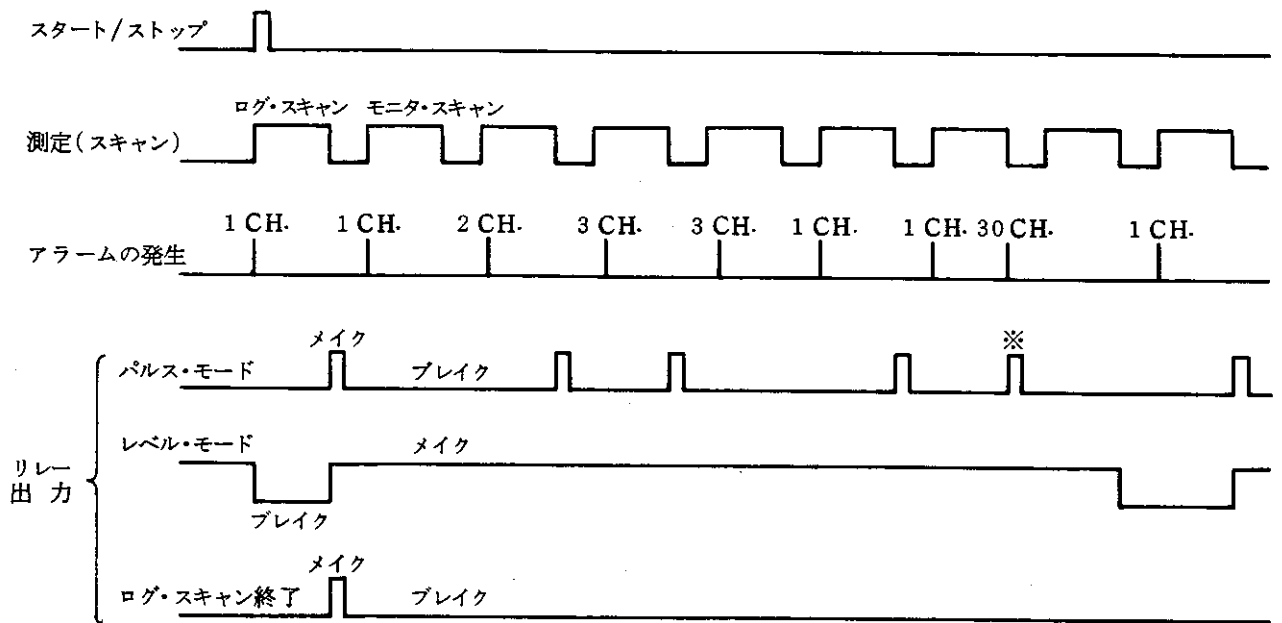 スタート/ストップ
ログ・スキャン モニタ・スキャン
測定(スキャン)
1 CH. 1 CH. 2 CH. 3 CH. 3 CH. 1 CH. 1 CH. 30 CH. 1 CH.
アラームの発生
メイク ※
パルス・モード ブレイク
レベル・モード メイク
リレー
出力
ブレイク
メイク
ログ・スキャン終了 ブレイク